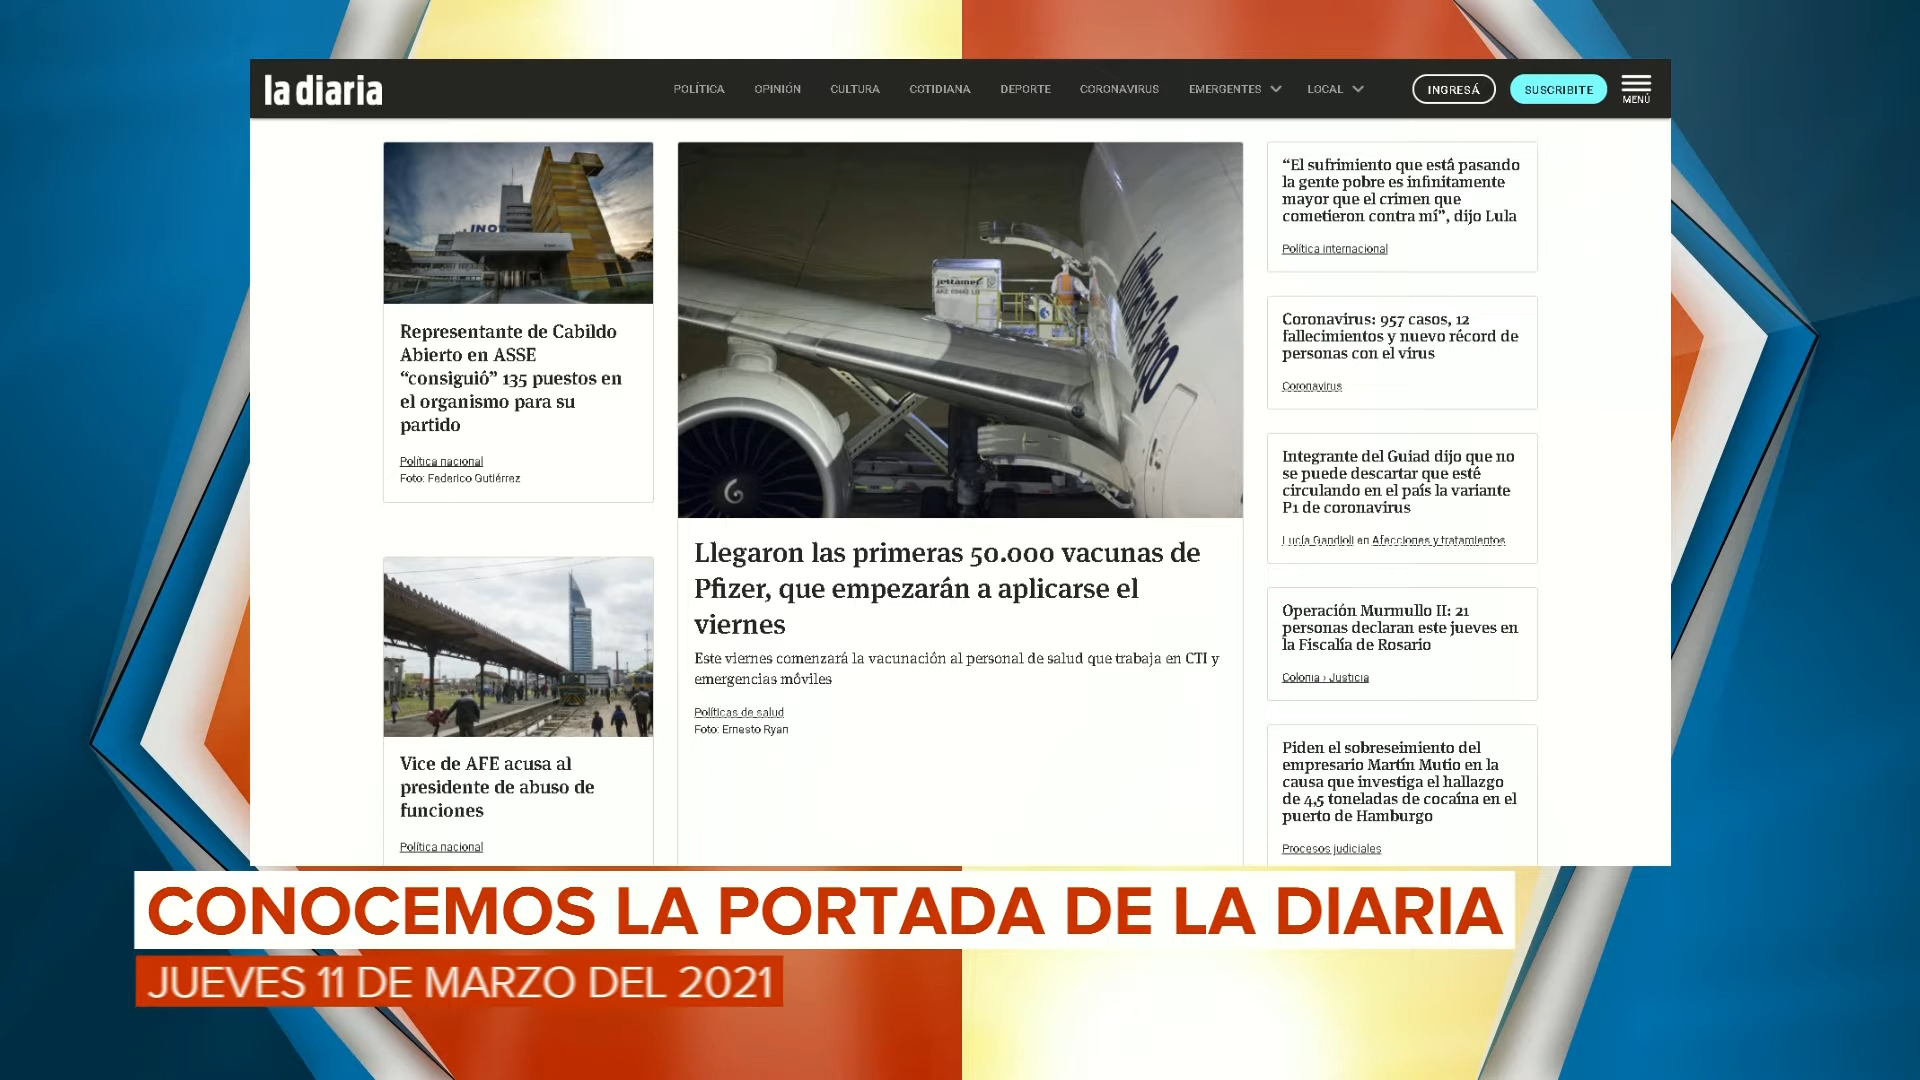 la diaria
POLÍTICA OPINIÓN CULTURA COTIDIANA DEPORTE CORONAVIRUS EMERGENTES LOCAL INGRESÁ SUSCRIBITE MENÚ
Representante de Cabildo
Abierto en ASSE
“consiguió” 135 puestos en
el organismo para su
partido
Política nacional
Foto: Federico Gutiérrez
Vice de AFE acusa al
presidente de abuso de
funciones
Política nacional
jettainer
Llegaron las primeras 50.000 vacunas de
Pfizer, que empezarán a aplicarse el
viernes
Este viernes comenzará la vacunación al personal de salud que trabaja en CTI y
emergencias móviles
Políticas de salud
Foto: Ernesto Ryan
“El sufrimiento que está pasando
la gente pobre es infinitamente
mayor que el crimen que
cometieron contra mí”, dijo Lula
Política internacional
Coronavirus: 957 casos, 12
fallecimientos y nuevo récord de
personas con el virus
Coronavirus
Integrante del Guiad dijo que no
se puede descartar que esté
circulando en el país la variante
P1 de coronavirus
Lucía Gandioli en Afecciones y tratamientos
Operación Murmullo II: 21
personas declaran este jueves en
la Fiscalía de Rosario
Colonia › Justicia
Piden el sobreseimiento del
empresario Martín Mutio en la
causa que investiga el hallazgo
de 4,5 toneladas de cocaína en el
puerto de Hamburgo
Procesos judiciales
CONOCEMOS LA PORTADA DE LA DIARIA
JUEVES 11 DE MARZO DEL 2021